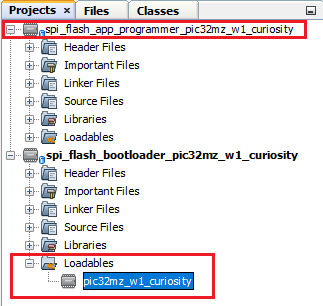 Projects × Files Classes
spi_flash_app_programmer_pic32mz_w1_curiosity
Header Files
Important Files
Linker Files
Source Files
Libraries
Loadables
spi_flash_bootloader_pic32mz_w1_curiosity
Header Files
Important Files
Linker Files
Source Files
Libraries
Loadables
pic32mz_w1_curiosity